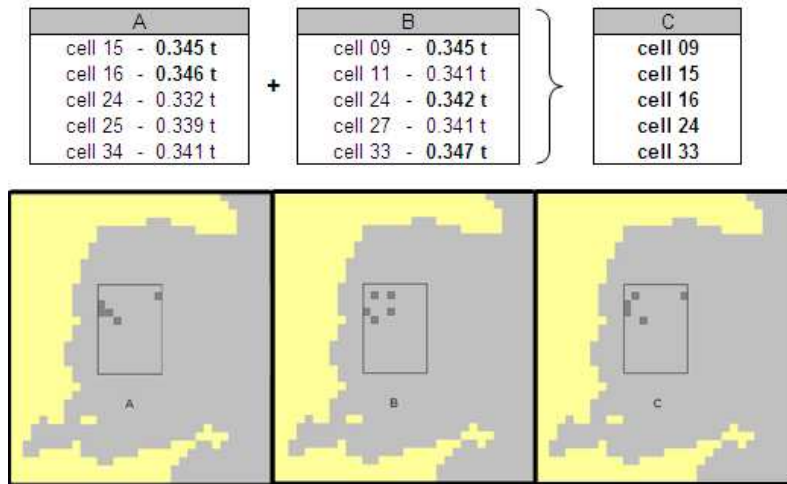 A
cell 15 - 0.345 t
cell 16 - 0.346 t
cell 24 - 0.332 t
cell 25 - 0.339 t
cell 34 - 0.341 t
+
B
cell 09 - 0.345 t
cell 11 - 0.341 t
cell 24 - 0.342 t
cell 27 - 0.341 t
cell 33 - 0.347 t
C
cell 09
cell 15
cell 16
cell 24
cell 33
A
B
C